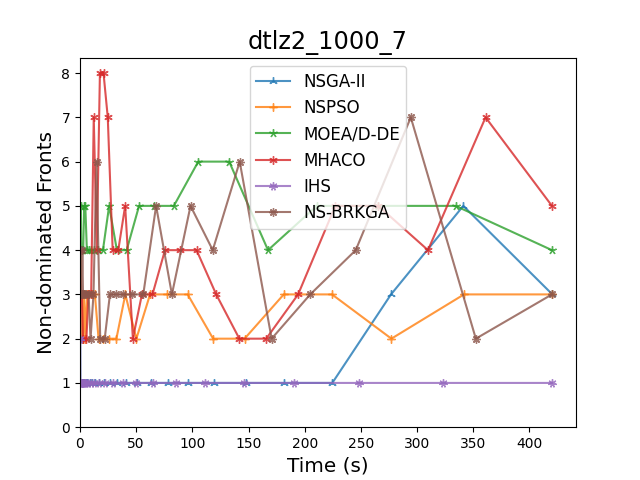 dtlz2_1000_7
Non-dominated Fronts
8
7
6
5
4
3
2
1
0
NSGA-II
NSPSO
MOEA/D-DE
MHACO
IHS
NS-BRKGA
0 50 100 150 200 250 300 350 400
Time (s)